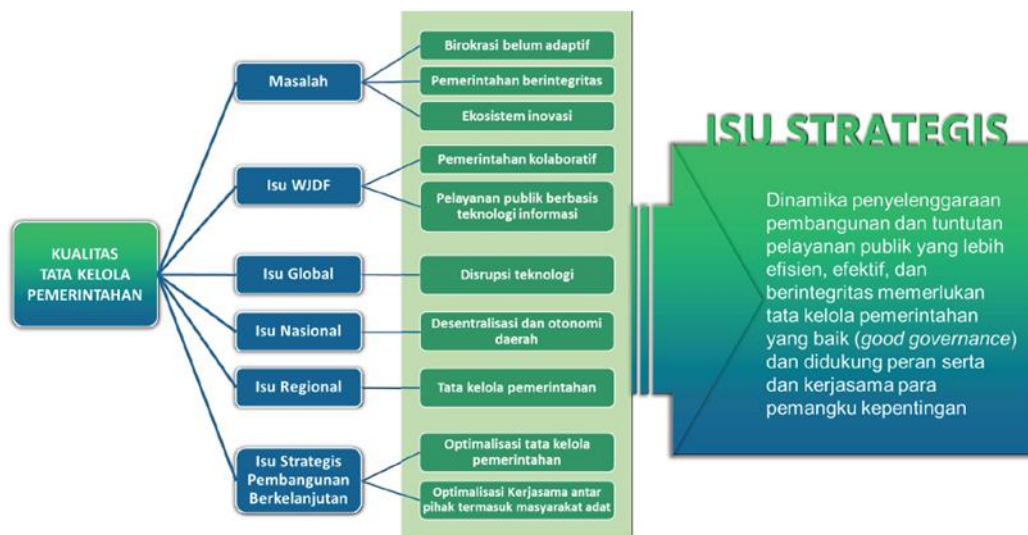 KUALITAS
TATA KELOLA
PEMERINTAHAN
Masalah
Birokrasi belum adaptif
Pemerintahan berintegritas
Ekosistem inovasi
Isu WJDF
Pemerintahan kolaboratif
Pelayanan publik berbasis
teknologi informasi
Isu Global
Disrupsi teknologi
Isu Nasional
Desentralisasi dan otonomi
daerah
Isu Regional
Tata kelola pemerintahan
Isu Strategis
Pembangunan
Berkelanjutan
Optimalisasi tata kelola
pemerintahan
Optimalisasi Kerjasama antar
pihak termasuk masyarakat adat
ISU STRATEGIS
Dinamika penyelenggaraan
pembangunan dan tuntutan
pelayanan publik yang lebih
efisien, efektif, dan
berintegritas memerlukan
tata kelola pemerintahan
yang baik (good governance)
dan didukung peran serta
dan kerjasama para
pemangku kepentingan